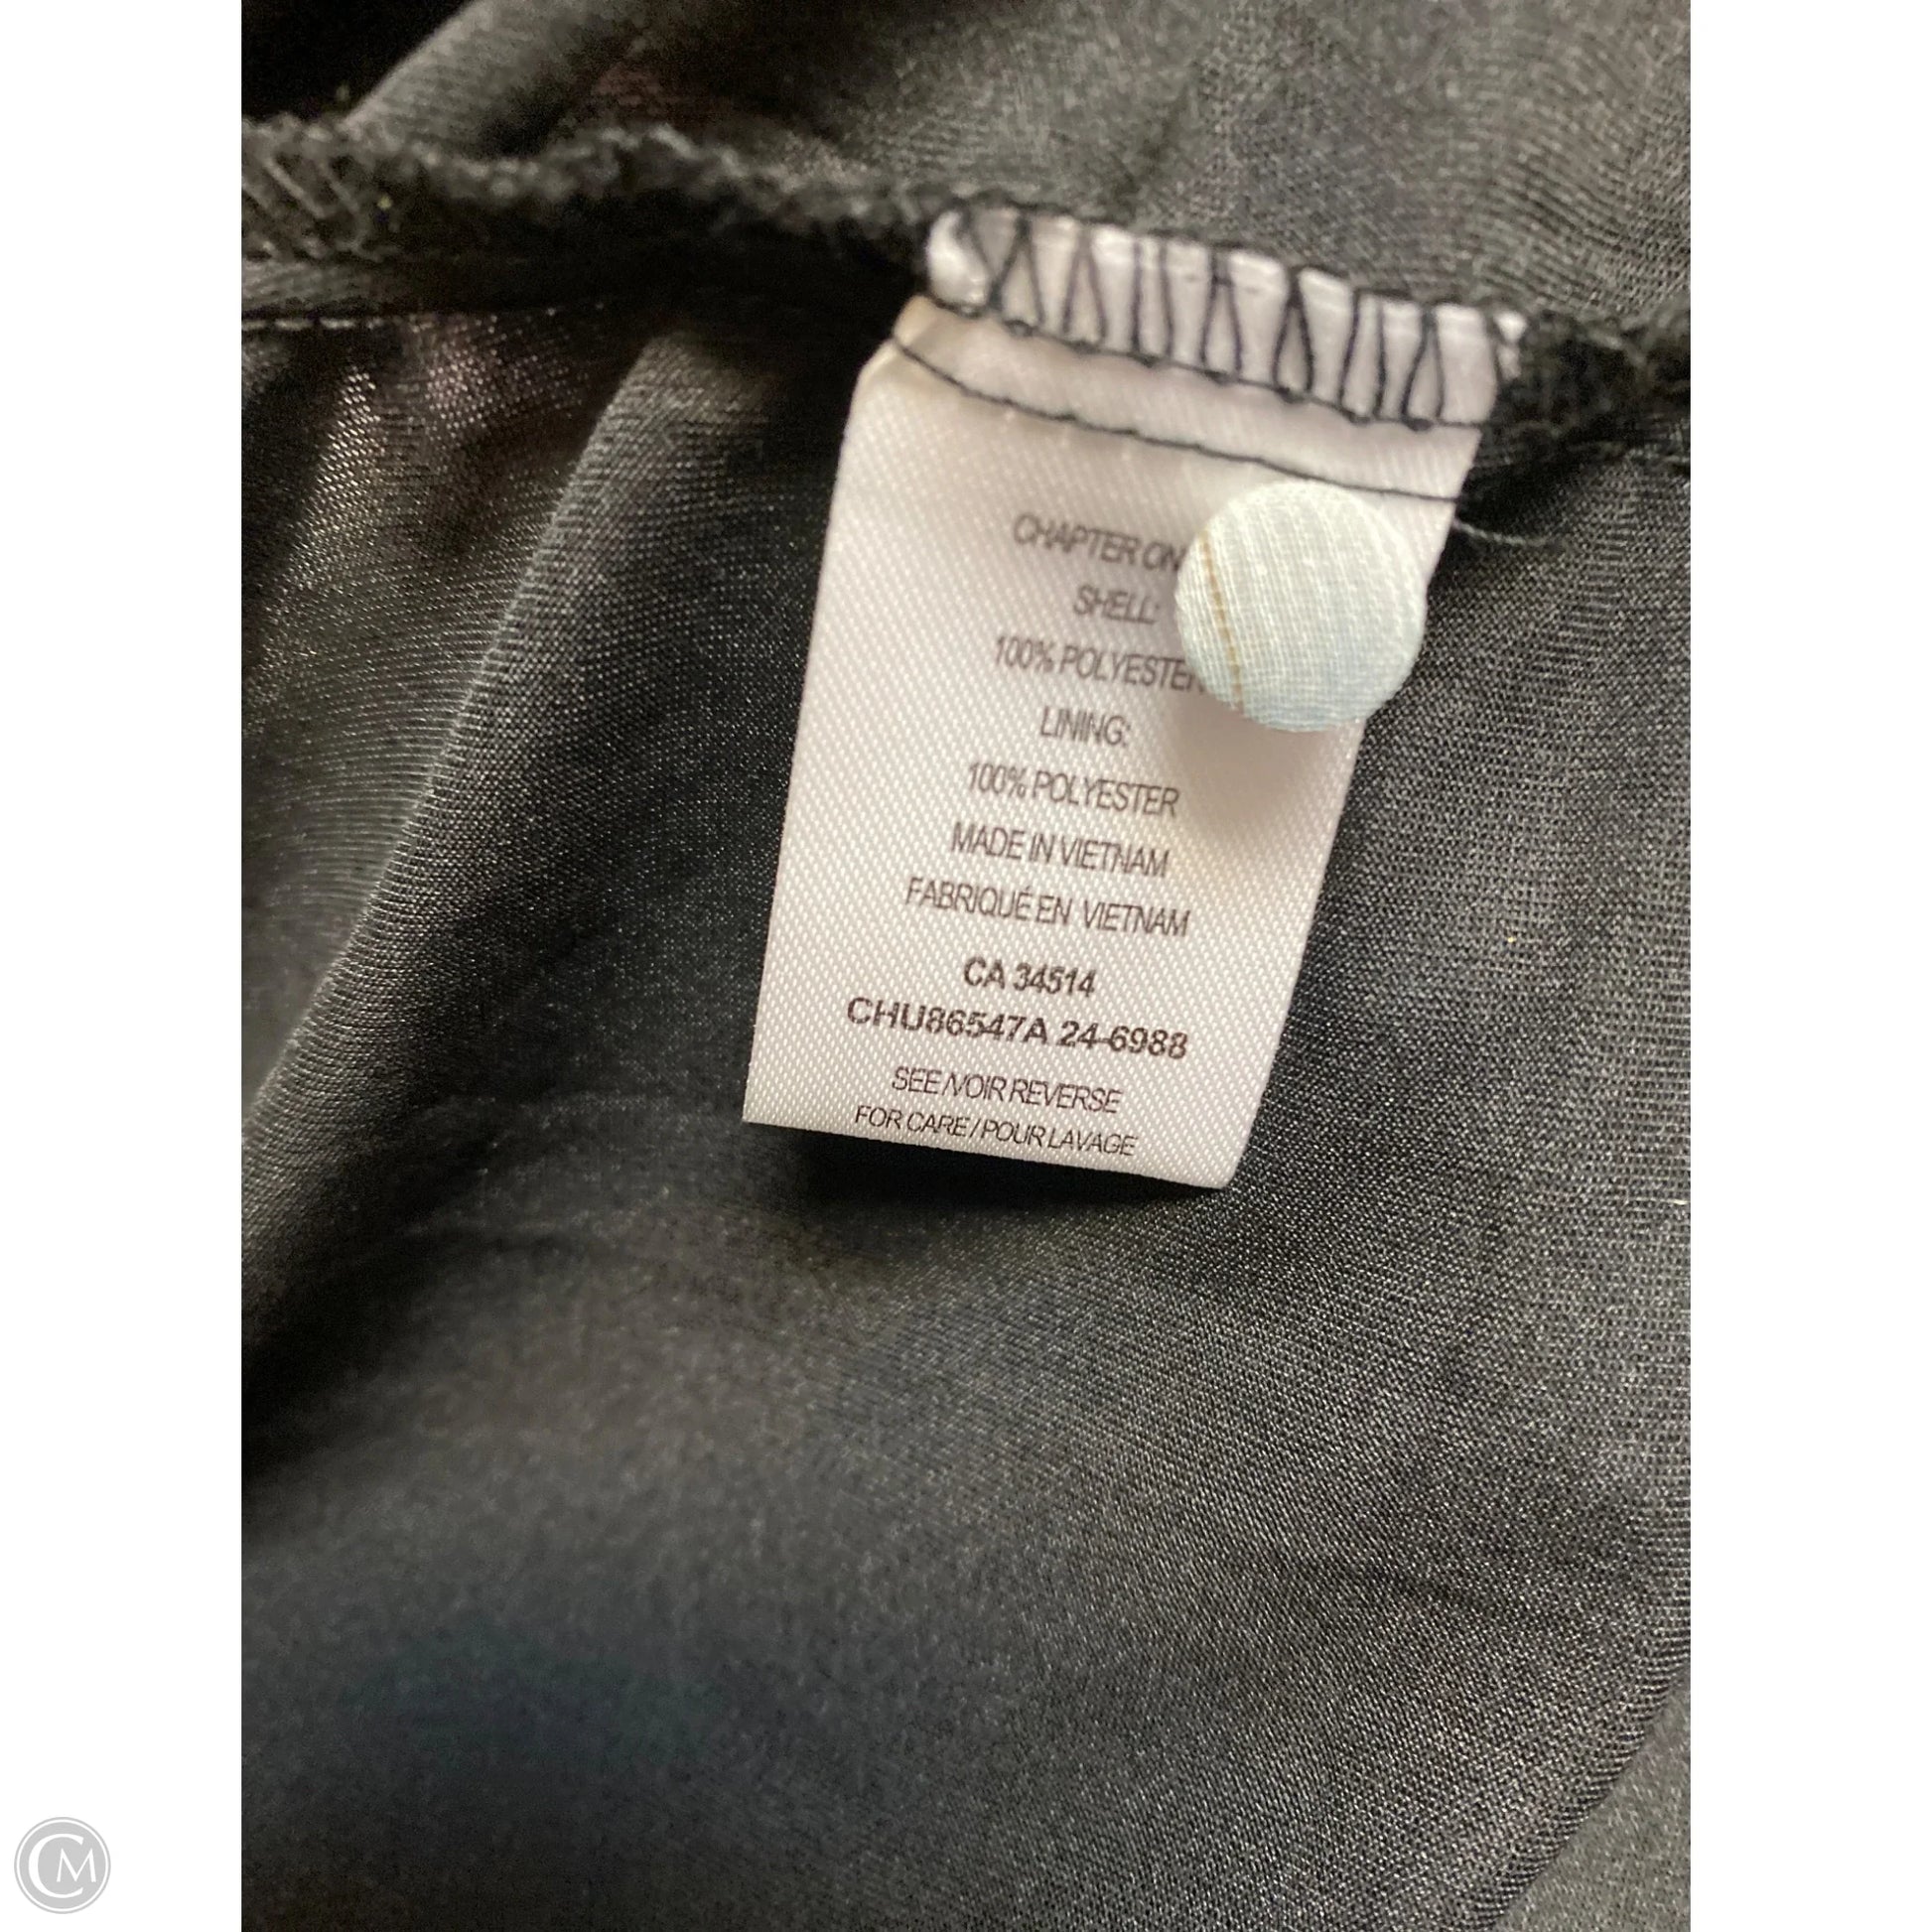 CHAPTER ON
SHELL:
100% POLYESTER
LINING:
100% POLYESTER
MADE IN VIETNAM
FABRIQUÉ EN VIETNAM
CA 34514
CHU86547A 24-6988
SEE/VOIR REVERSE
FOR CARE/POUR LAVAGE
CM